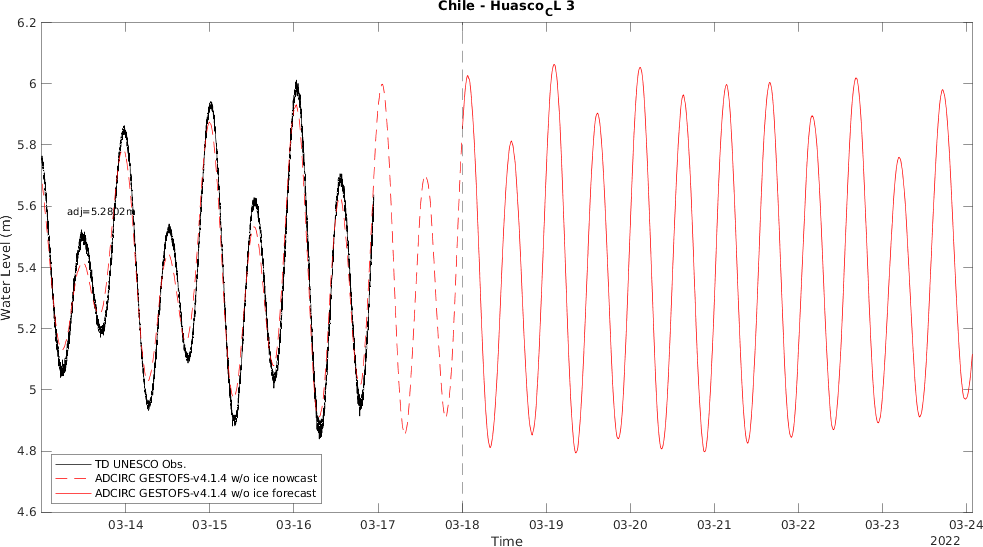 Chile - Huasco_CL 3
6.2
6
5.8
5.6
5.4
5.2
5
4.8
4.6
Water Level (m)
adj=5.2802m
TD UNESCO Obs.
ADCIRC GESTOFS-v4.1.4 w/o ice nowcast
ADCIRC GESTOFS-v4.1.4 w/o ice forecast
03-14 03-15 03-16 03-17 03-18 03-19 03-20 03-21 03-22 03-23 03-24
Time
2022